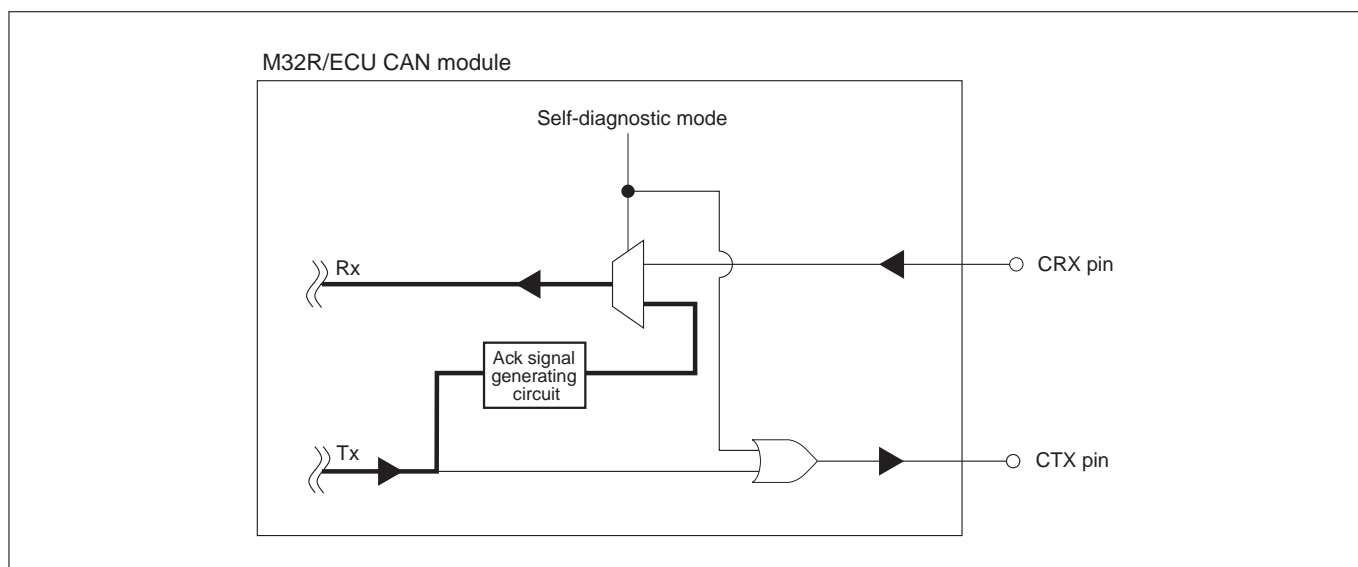 M32R/ECU CAN module
Self-diagnostic mode
Rx
CRX pin
Ack signal
generating
circuit
Tx
CTX pin